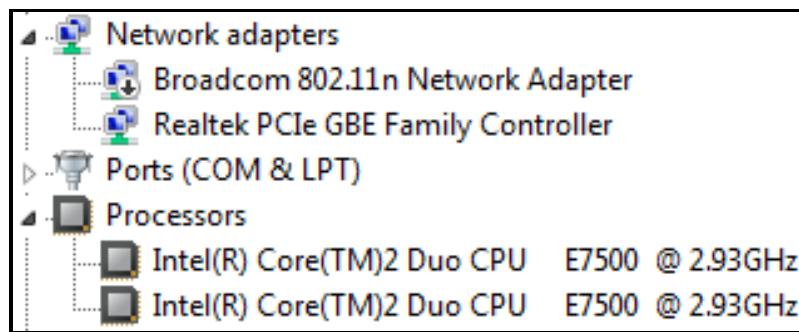 Network adapters
Broadcom 802.11n Network Adapter
Realtek PCIe GBE Family Controller
Ports (COM & LPT)
Processors
Intel(R) Core(TM)2 Duo CPU E7500 @ 2.93GHz
Intel(R) Core(TM)2 Duo CPU E7500 @ 2.93GHz